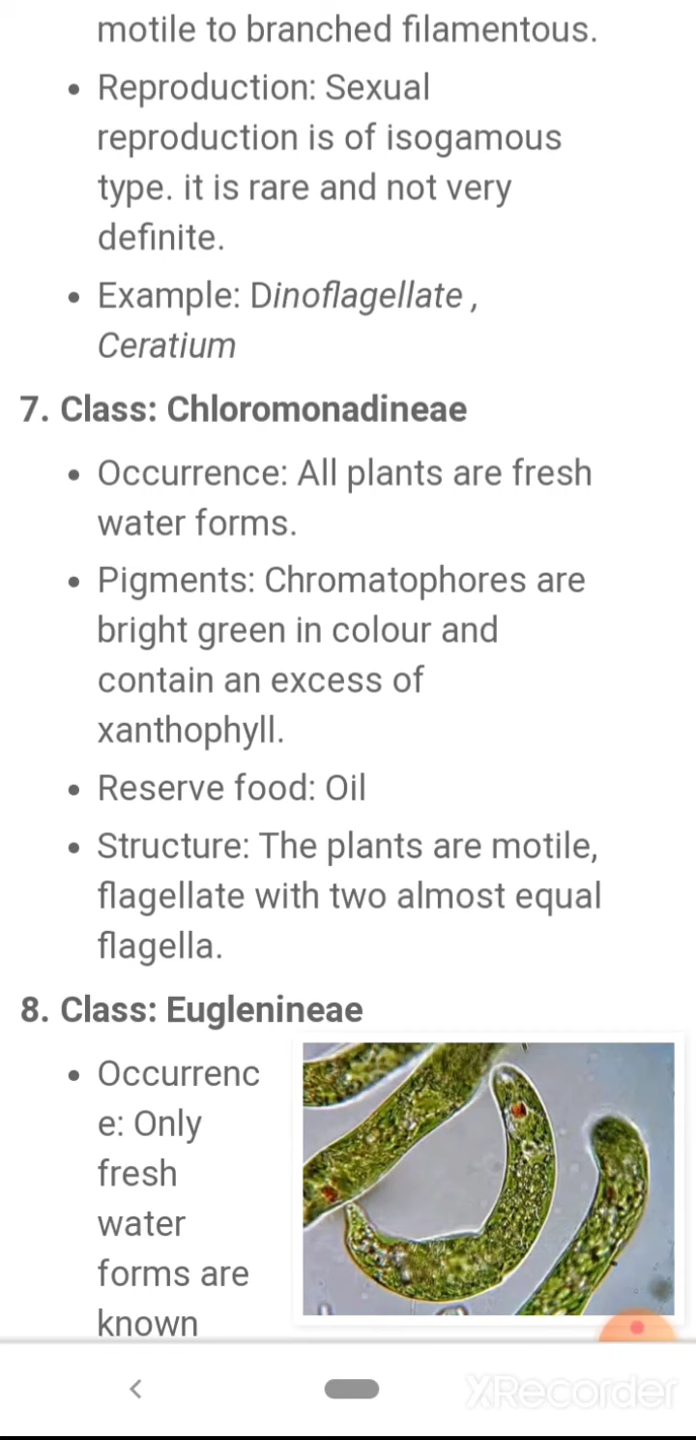 motile to branched filamentous.
• Reproduction: Sexual
reproduction is of isogamous
type. it is rare and not very
definite.
• Example: Dinoflagellate ,
Ceratium
7. Class: Chloromonadineae
• Occurrence: All plants are fresh
water forms.
• Pigments: Chromatophores are
bright green in colour and
contain an excess of
xanthophyll.
• Reserve food: Oil
• Structure: The plants are motile,
flagellate with two almost equal
flagella.
8. Class: Euglenineae
• Occurrenc
e: Only
fresh
water
forms are
known
XRecorder